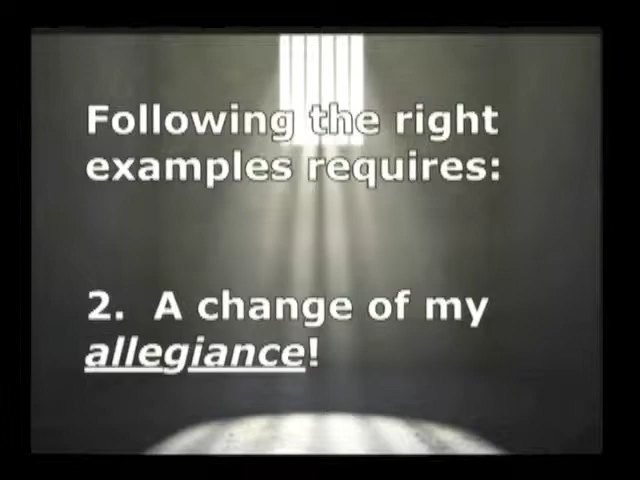 Following the right
examples requires:
2. A change of my
allegiance!